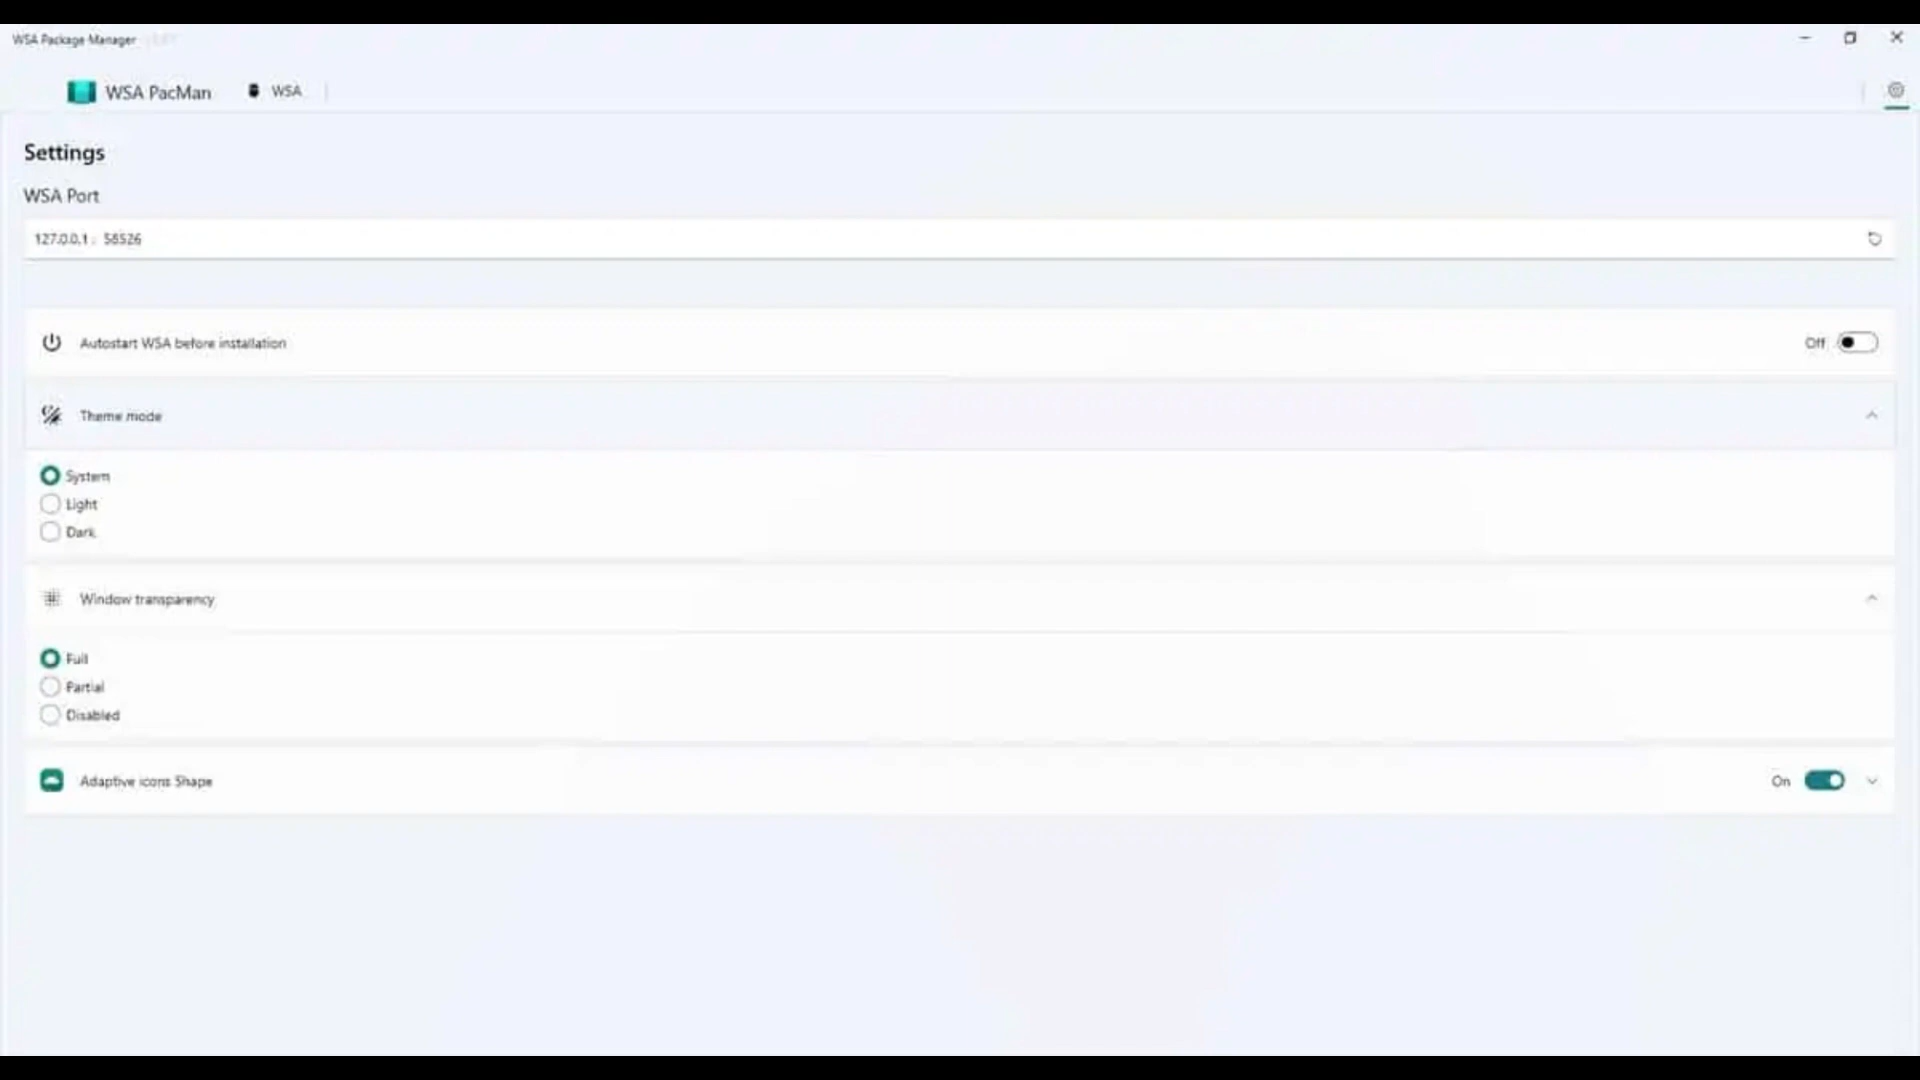 WSA Package Manager
WSA PacMan WSA
Settings
WSA Port
127.0.0.1 : 58526
Autostart WSA before installation
Off
Theme mode
System
Light
Dark
Window transparency
Full
Partial
Disabled
Adaptive icons Shape
On